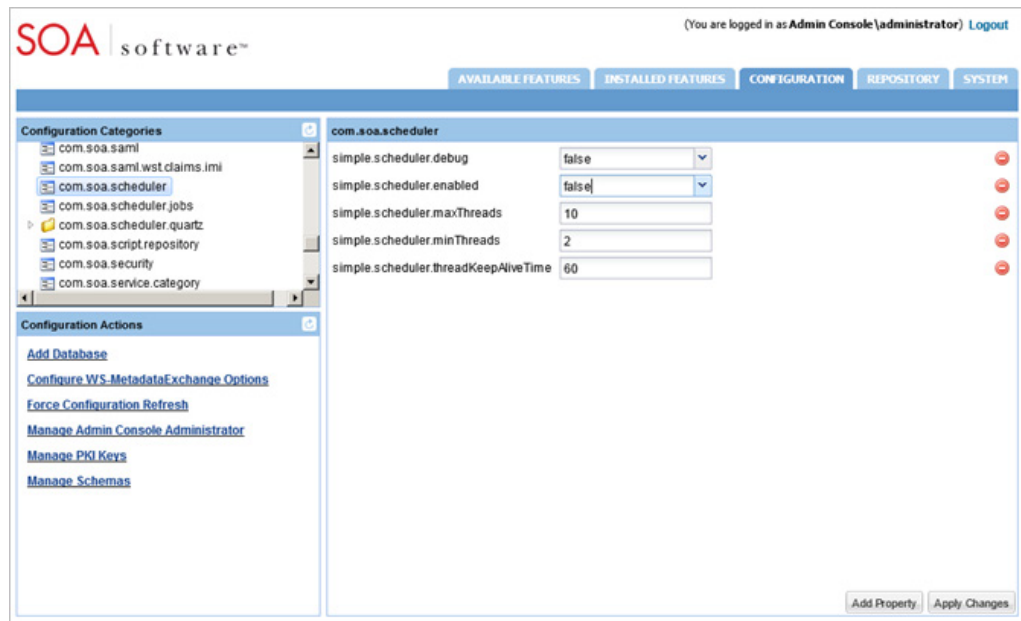 (You are logged in as Admin Console\administrator) Logout
SOA software™
AVAILABLE FEATURES INSTALLED FEATURES CONFIGURATION REPOSITORY SYSTEM
Configuration Categories
com.soa.saml
com.soa.saml.wst.claims.imi
com.soa.scheduler
com.soa.scheduler.jobs
com.soa.scheduler.quartz
com.soa.script.repository
com.soa.security
com.soa.service.category
Configuration Actions
Add Database
Configure WS-MetadataExchange Options
Force Configuration Refresh
Manage Admin Console Administrator
Manage PKI Keys
Manage Schemas
com.soa.scheduler
simple.scheduler.debug false
simple.scheduler.enabled false
simple.scheduler.maxThreads 10
simple.scheduler.minThreads 2
simple.scheduler.threadKeepAliveTime 60
Add Property Apply Changes